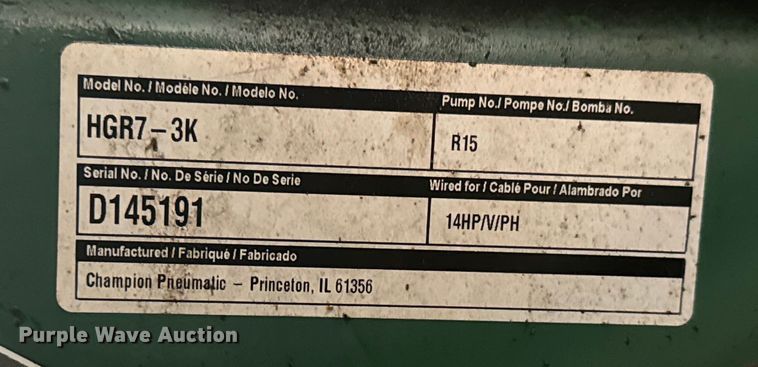 Model No. / Modéle No. / Modelo No.
HGR7-3K
Pump No./ Pompe No./ Bomba No.
R15
Serial No. / No. De Série / No De Serie
D145191
Wired for / Cablé Pour / Alambrado Por
14HP/V/PH
Manufactured / Fabriqué / Fabricado
Champion Pneumatic - Princeton, IL 61356
Purple Wave Auction